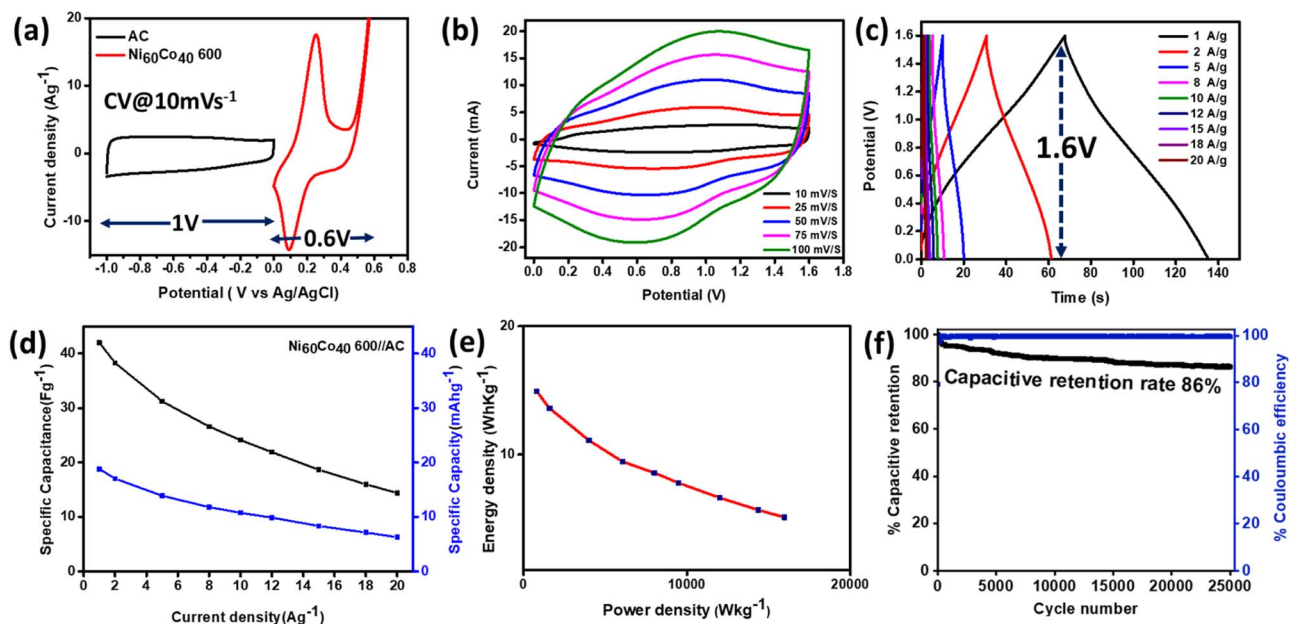 (a)
AC
Ni60Co40 600
CV@10mVs-1
1V
0.6V
Current density (Ag-1)
20
10
0
-10
-1.0 -0.8 -0.6 -0.4 -0.2 0.0 0.2 0.4 0.6 0.8
Potential ( V vs Ag/AgCl)
(b)
Current (mA)
20
15
10
5
0
-5
-10
-15
-20
10 mV/S
25 mV/S
50 mV/S
75 mV/S
100 mV/S
0.0 0.2 0.4 0.6 0.8 1.0 1.2 1.4 1.6 1.8
Potential (V)
(c)
Potential (V)
1.6
1.4
1.2
1.0
0.8
0.6
0.4
0.2
0.0
1.6V
1 A/g
2 A/g
5 A/g
8 A/g
10 A/g
12 A/g
15 A/g
18 A/g
20 A/g
0 20 40 60 80 100 120 140
Time (s)
(d)
Ni60Co40 600//AC
Specific Capacitance(Fg-1)
40
30
20
10
0
Specific Capacity(mAhg-1)
40
30
20
10
0
0 2 4 6 8 10 12 14 16 18 20
Current density(Ag-1)
(e)
Energy density (WhKg-1)
20
10
10000 20000
Power density (Wkg-1)
(f)
% Capacitive retention
100
80
60
40
20
0
Capacitive retention rate 86%
% Couloumbic efficiency
100
80
60
40
20
0
0 5000 10000 15000 20000 25000
Cycle number